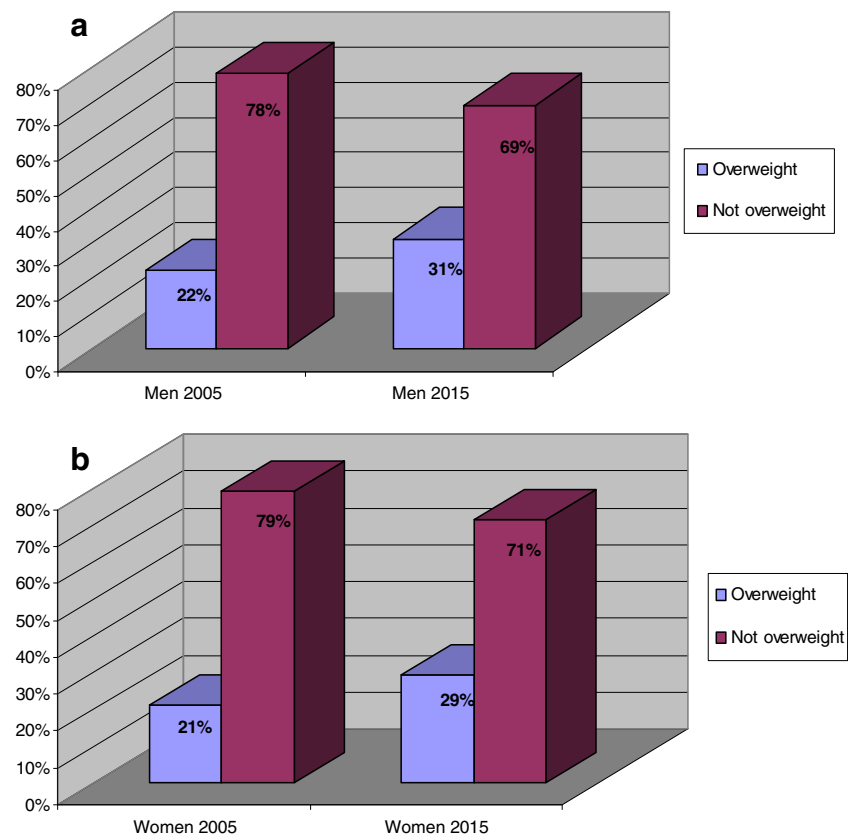 a
80%
70%
60%
50%
40%
30%
20%
10%
0%
78%
69%
22%
31%
Men 2005
Men 2015
Overweight
Not overweight
b
80%
70%
60%
50%
40%
30%
20%
10%
0%
79%
71%
21%
29%
Women 2005
Women 2015
Overweight
Not overweight